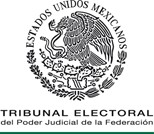 ESTADOS UNIDOS MEXICANOS
TRIBUNAL ELECTORAL
del Poder Judicial de la Federación